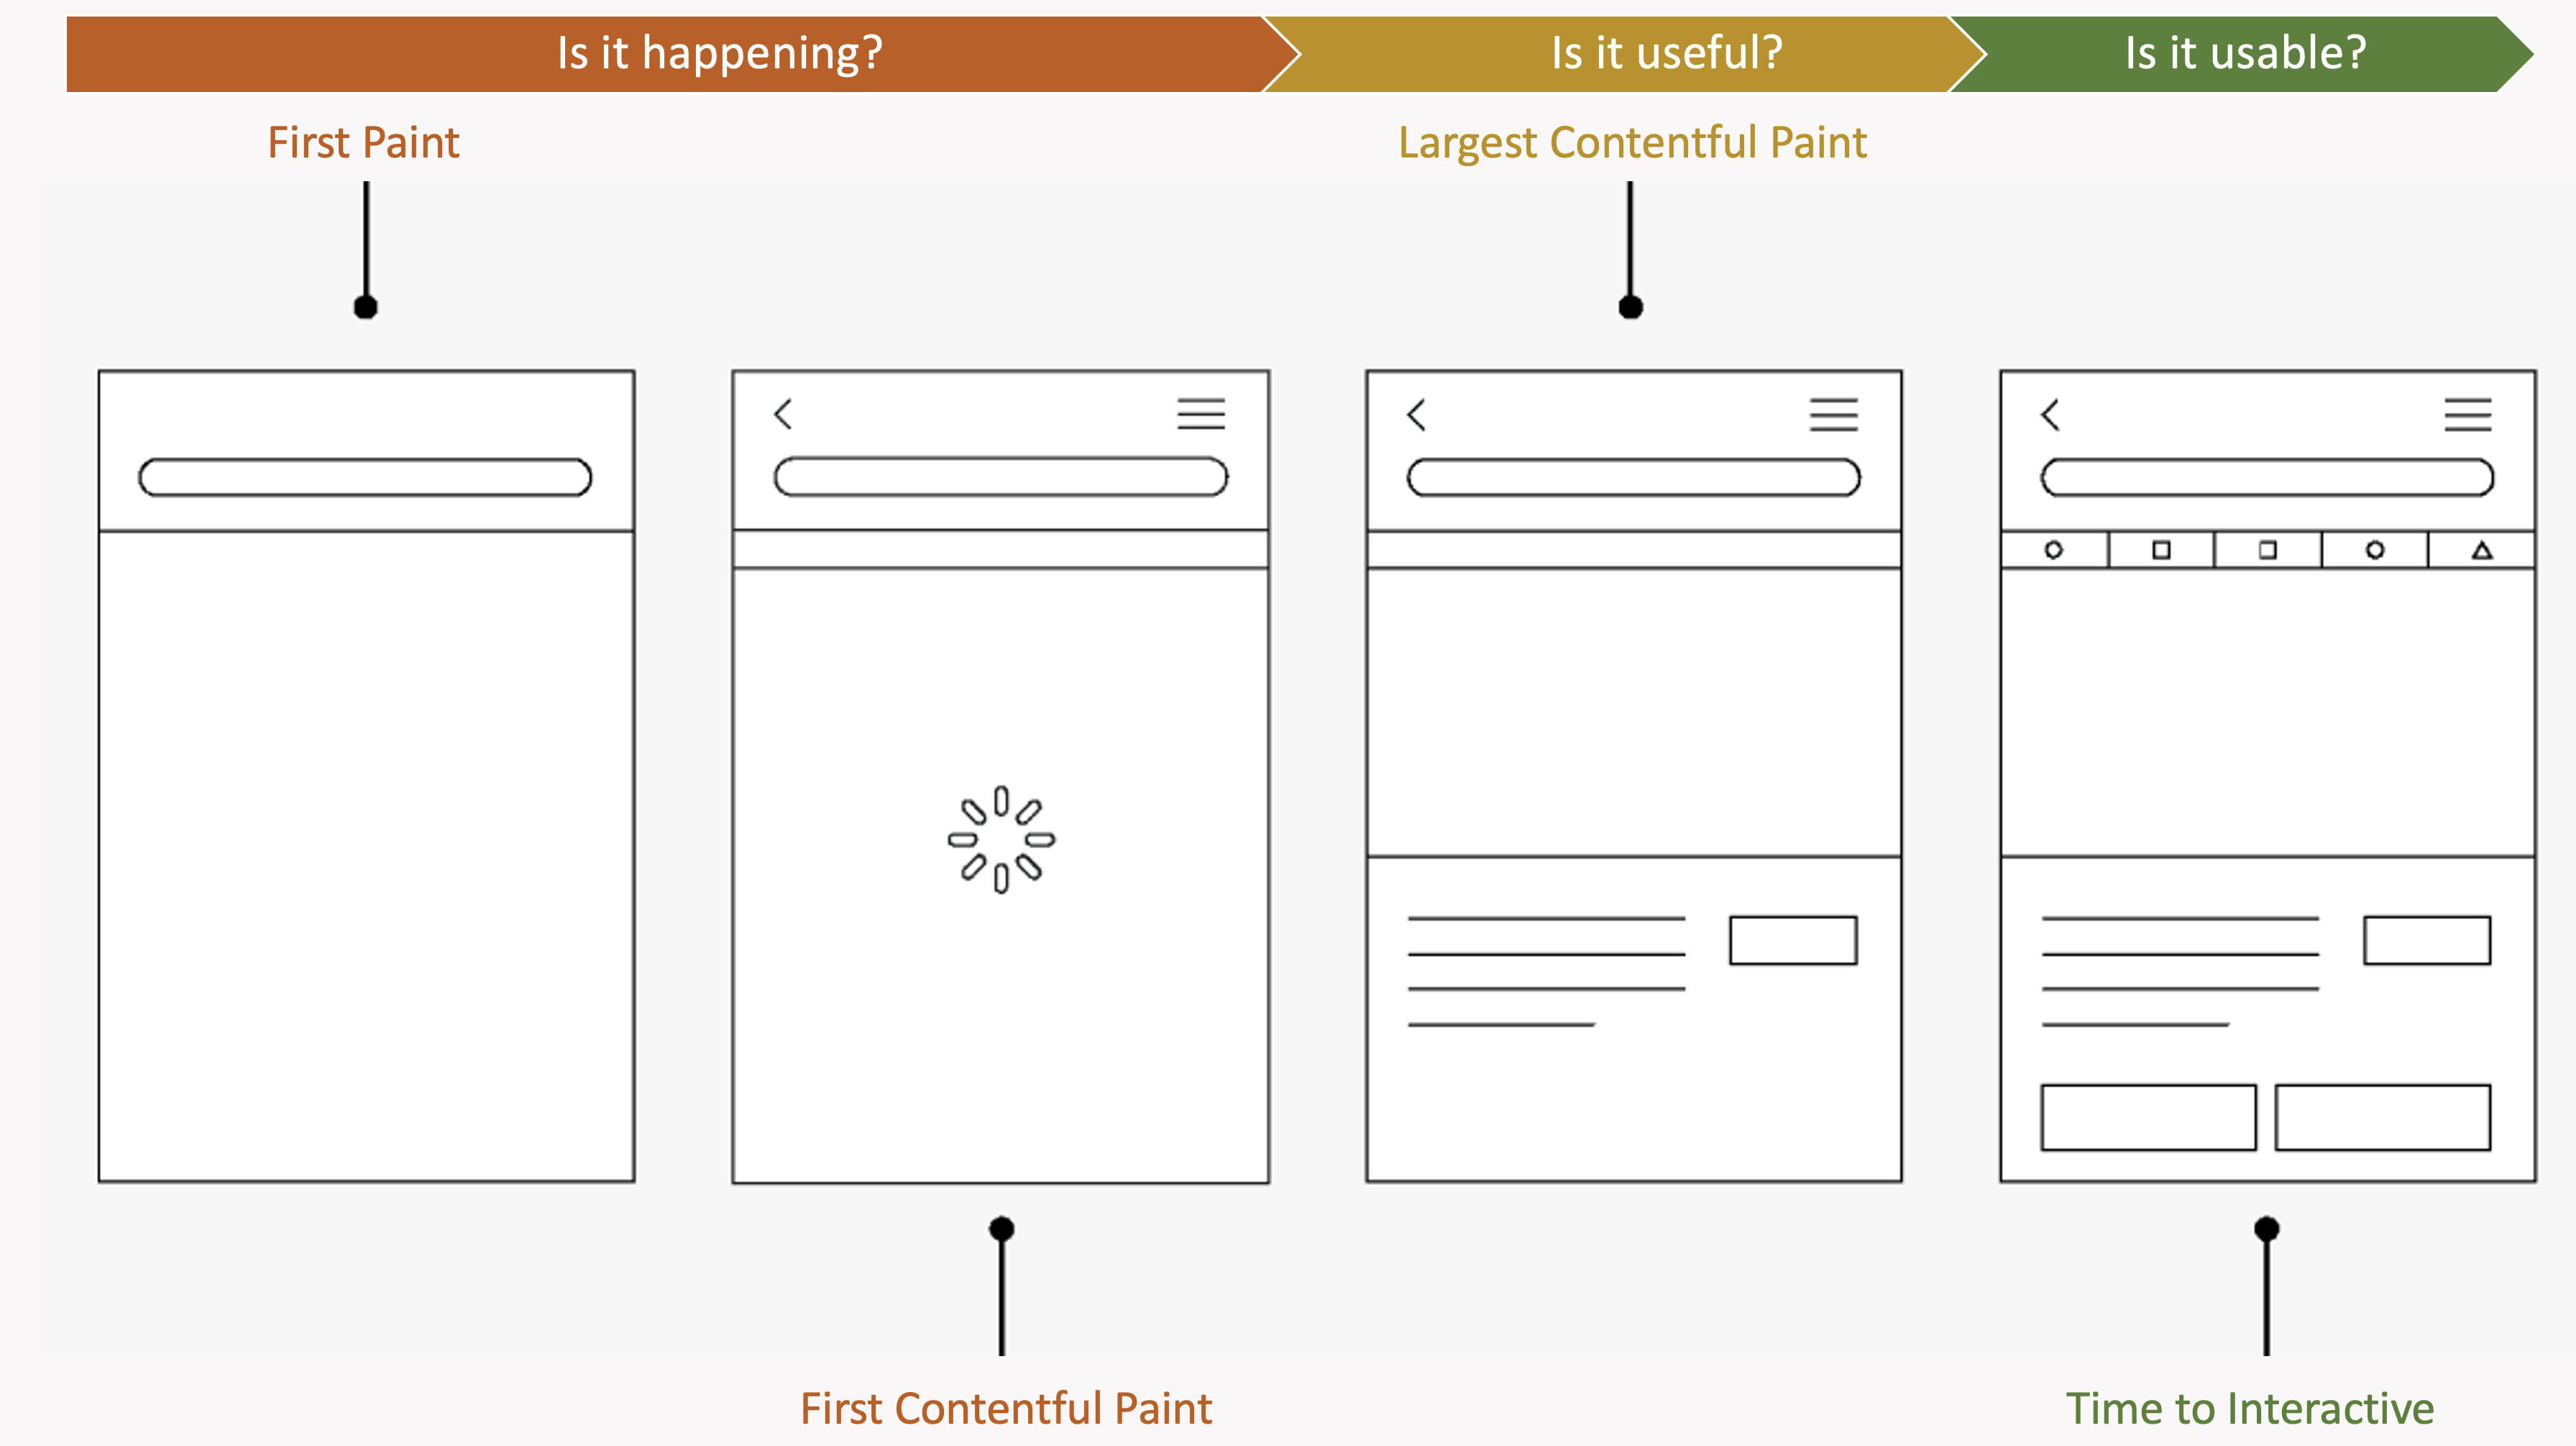 Is it happening?
Is it useful?
Is it usable?
First Paint
Largest Contentful Paint
First Contentful Paint
Time to Interactive